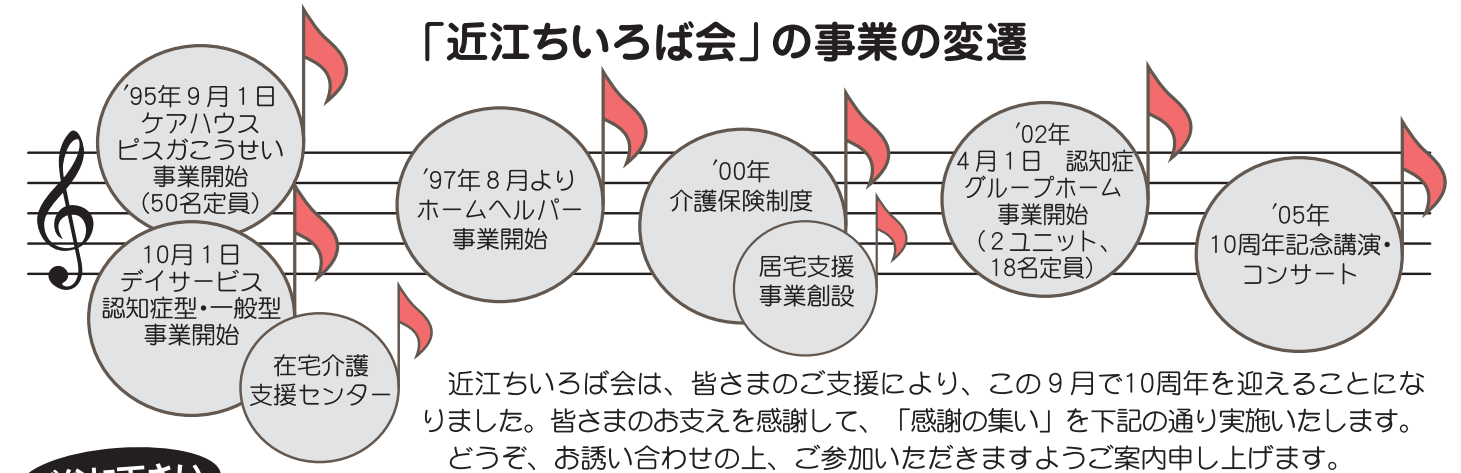 「近江ちいろば会」の事業の変遷
'95年９月１日
ケアハウス
ピスガこうせい
事業開始
(50名定員)
10月１日
デイサービス
認知症型・一般型
事業開始
在宅介護
支援センター
'97年８月より
ホームヘルパー
事業開始
'00年
介護保険制度
居宅支援
事業創設
'02年
４月１日　認知症
グループホーム
事業開始
(２ユニット、
18名定員)
'05年
10周年記念講演・
コンサート
近江ちいろば会は、皆さまのご支援により、この９月で10周年を迎えることにな
りました。皆さまのお支えを感謝して、「感謝の集い」を下記の通り実施いたします。
どうぞ、お誘い合わせの上、ご参加いただきますようご案内申し上げます。